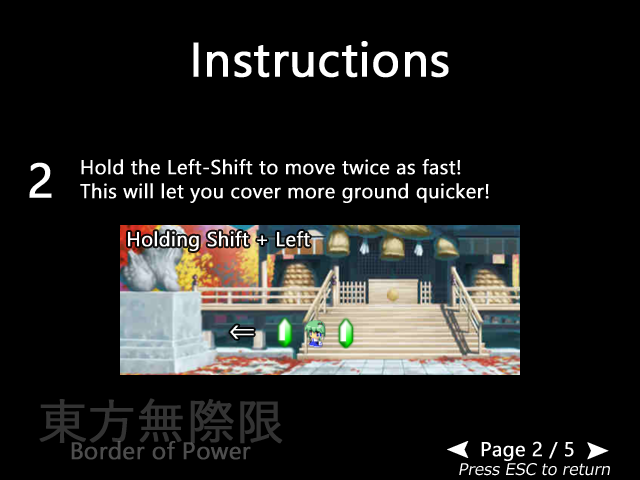 Instructions
2
Hold the Left-Shift to move twice as fast!
This will let you cover more ground quicker!
Holding Shift + Left
東方無際限
Border of Power
Page 2 / 5
Press ESC to return